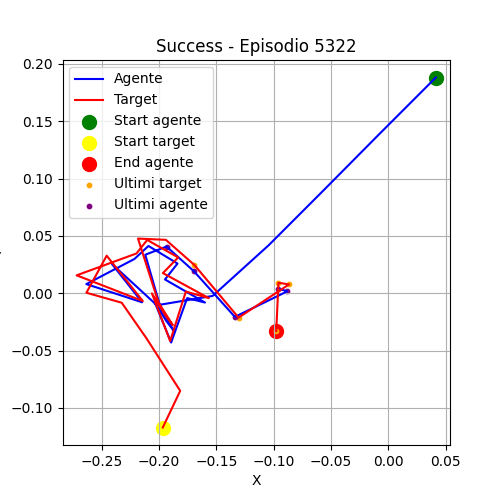 Success - Episodio 5322
Agente
Target
Start agente
Start target
End agente
Ultimi target
Ultimi agente
0.20
0.15
0.10
0.05
0.00
−0.05
−0.10
−0.25
−0.20
−0.15
−0.10
−0.05
0.00
0.05
X